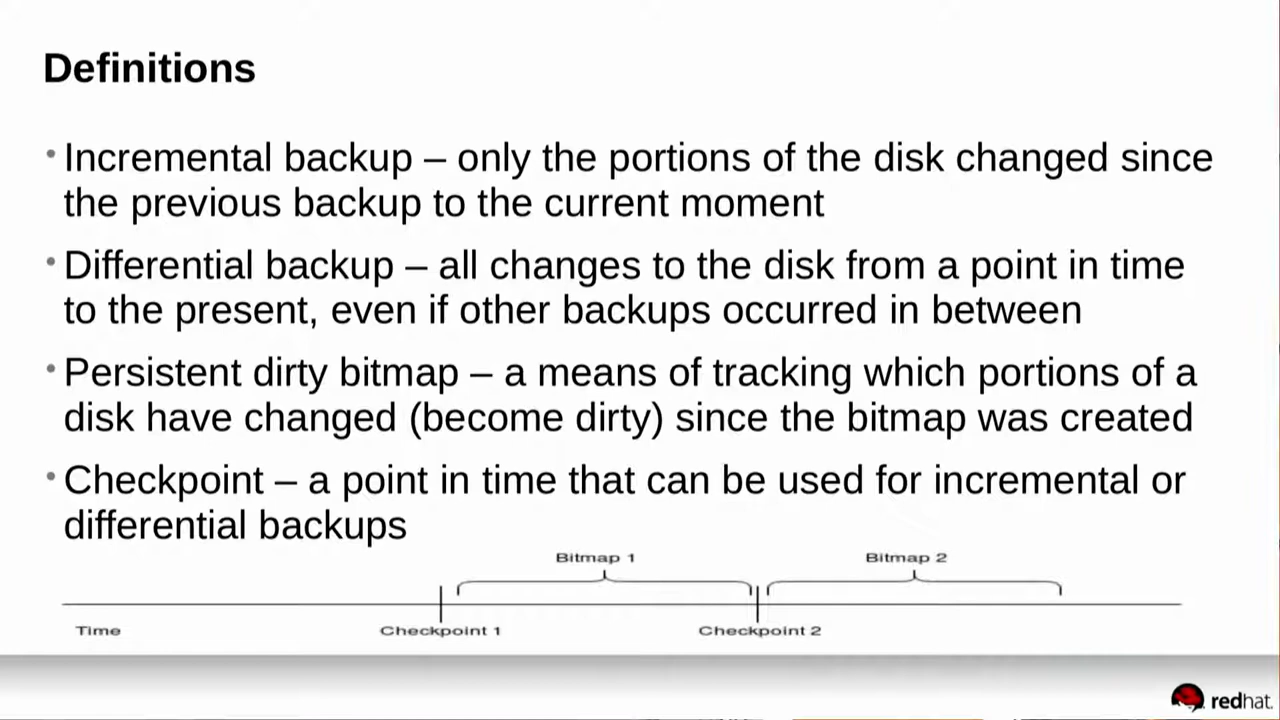 Definitions
• Incremental backup – only the portions of the disk changed since
the previous backup to the current moment
• Differential backup – all changes to the disk from a point in time
to the present, even if other backups occurred in between
• Persistent dirty bitmap – a means of tracking which portions of a
disk have changed (become dirty) since the bitmap was created
• Checkpoint – a point in time that can be used for incremental or
differential backups
Bitmap 1 Bitmap 2
Time Checkpoint 1 Checkpoint 2
redhat.